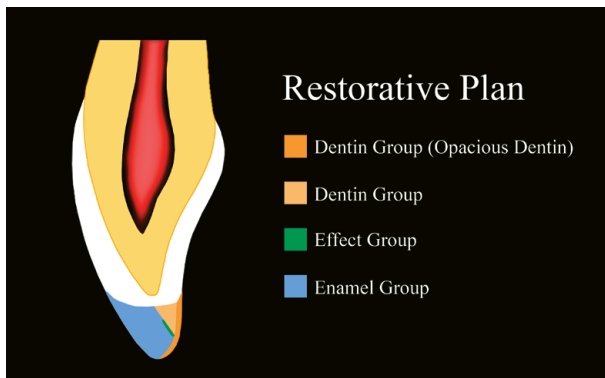 Restorative Plan
Dentin Group (Opacious Dentin)
Dentin Group
Effect Group
Enamel Group